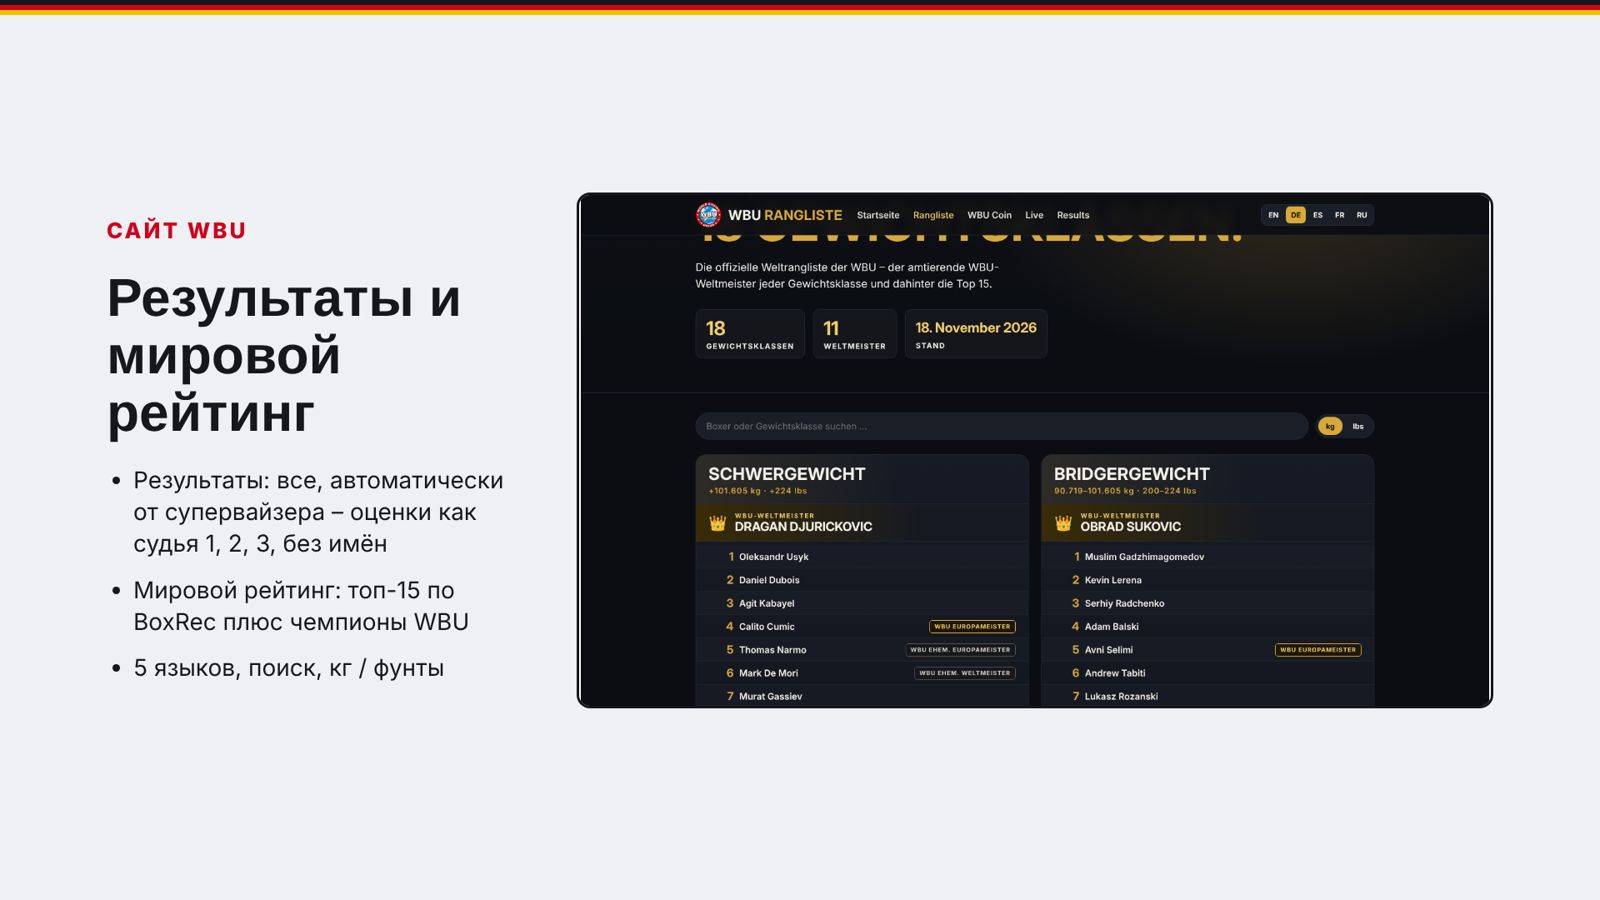 САЙТ WBU
Результаты и
мировой
рейтинг
• Результаты: все, автоматически
от супервайзера – оценки как
судья 1, 2, 3, без имён
• Мировой рейтинг: топ-15 по
BoxRec плюс чемпионы WBU
• 5 языков, поиск, кг / фунты
WBU RANGLISTE Startseite Rangliste WBU Coin Live Results EN DE ES FR RU
Die offizielle Weltrangliste der WBU – der amtierende WBU-
Weltmeister jeder Gewichtsklasse und dahinter die Top 15.
18 11 18. November 2026
GEWICHTSKLASSEN WELTMEISTER STAND
Boxer oder Gewichtsklasse suchen ... kg lbs
SCHWERGEWICHT
+101.605 kg · +224 lbs
WBU-WELTMEISTER
DRAGAN DJURICKOVIC
1 Oleksandr Usyk
2 Daniel Dubois
3 Agit Kabayel
4 Calito Cumic WBU EUROPAMEISTER
5 Thomas Narmo WBU EHEM. EUROPAMEISTER
6 Mark De Mori WBU EHEM. WELTMEISTER
7 Murat Gassiev
BRIDGERGEWICHT
90.719–101.605 kg · 200–224 lbs
WBU-WELTMEISTER
OBRAD SUKOVIC
1 Muslim Gadzhimagomedov
2 Kevin Lerena
3 Serhiy Radchenko
4 Adam Balski
5 Avni Selimi WBU EUROPAMEISTER
6 Andrew Tabiti
7 Lukasz Rozanski